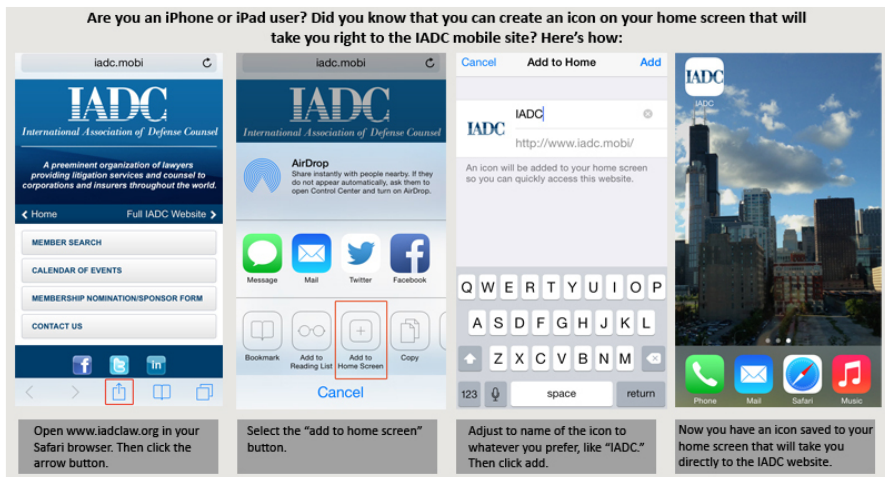 Are you an iPhone or iPad user? Did you know that you can create an icon on your home screen that will
take you right to the IADC mobile site? Here's how:
iadc.mobi
IADC
International Association of Defense Counsel
A preeminent organization of lawyers
providing litigation services and counsel to
corporations and insurers throughout the world.
Home
Full IADC Website
MEMBER SEARCH
CALENDAR OF EVENTS
MEMBERSHIP NOMINATION/SPONSOR FORM
CONTACT US
Open www.iadclaw.org in your
Safari browser. Then click the
arrow button.
iadc.mobi
IADC
International Association of Defense Counsel
AirDrop
Share instantly with people nearby. If they
do not appear automatically, ask them to
open Control Center and turn on AirDrop.
Message Mail Twitter Facebook
Bookmark Add to Add to Copy
Reading List Home Screen
Cancel
Select the "add to home screen"
button.
Cancel Add to Home Add
IADC
IADC
http://www.iadc.mobi/
An icon will be added to your home screen
so you can quickly access this website.
Q W E R T Y U I O P
A S D F G H J K L
Z X C V B N M
123 space return
Adjust to name of the icon to
whatever you prefer, like "IADC."
Then click add.
IADC
IADC
Phone Mail Safari Music
Now you have an icon saved to your
home screen that will take you
directly to the IADC website.